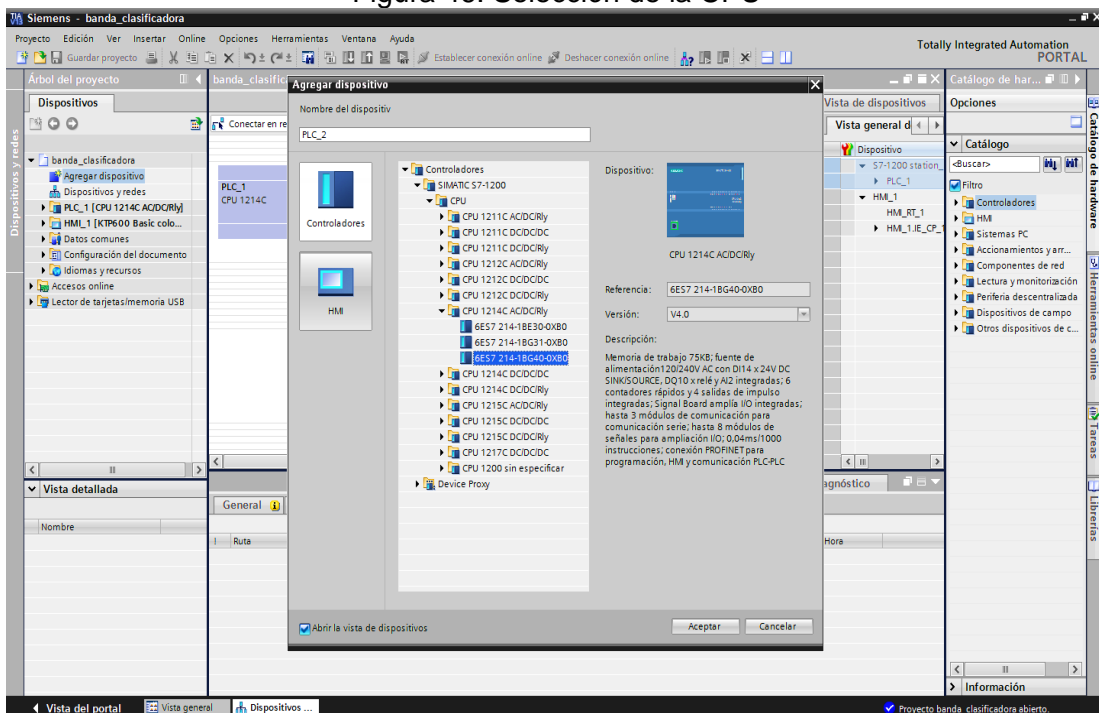 Siemens - banda_clasificadora
Proyecto Edición Ver Insertar Online Opciones Herramientas Ventana Ayuda
Guardar proyecto
Establecer conexión online
Deshacer conexión online
Totally Integrated Automation
PORTAL
Árbol del proyecto
Dispositivos
banda_clasificadora
Agregar dispositivo
Dispositivos y redes
PLC_1 [CPU 1214C AC/DC/Rly]
HMI_1 [KTP600 Basic colo...
Datos comunes
Configuración del documento
Idiomas y recursos
Accesos online
Lector de tarjetas/memoria USB
Dispositivos y redes
Vista detallada
Nombre
banda_clasific
Conectar en re
PLC_1
CPU 1214C
General
!
Ruta
Agregar dispositivo
Nombre del dispositiv
PLC_2
Controladores
HMI
Controladores
SIMATIC S7-1200
CPU
CPU 1211C AC/DC/Rly
CPU 1211C DC/DC/DC
CPU 1211C DC/DC/Rly
CPU 1212C AC/DC/Rly
CPU 1212C DC/DC/DC
CPU 1212C DC/DC/Rly
CPU 1214C AC/DC/Rly
6ES7 214-1BE30-0XB0
6ES7 214-1BG31-0XB0
6ES7 214-1BG40-0XB0
CPU 1214C DC/DC/DC
CPU 1214C DC/DC/Rly
CPU 1215C AC/DC/Rly
CPU 1215C DC/DC/DC
CPU 1215C DC/DC/Rly
CPU 1217C DC/DC/DC
CPU 1200 sin especificar
Device Proxy
Dispositivo:
CPU 1214C AC/DC/Rly
Referencia: 6ES7 214-1BG40-0XB0
Versión: V4.0
Descripción:
Memoria de trabajo 75KB; fuente de
alimentación120/240V AC con DI14 x 24V DC
SINK/SOURCE, DQ10 x relé y AI2 integradas; 6
contadores rápidos y 4 salidas de impulso
integradas; Signal Board amplía I/O integradas;
hasta 3 módulos de comunicación para
comunicación serie; hasta 8 módulos de
señales para ampliación I/O; 0,04ms/1000
instrucciones; conexión PROFINET para
programación, HMI y comunicación PLC-PLC
Abrir la vista de dispositivos
Aceptar
Cancelar
Vista de dispositivos
Vista general d
Dispositivo
S7-1200 station_
PLC_1
HMI_1
HMI_RT_1
HMI_1.IE_CP_1
agnóstico
Hora
Catálogo de har...
Opciones
Catálogo
<Buscar>
Filtro
Controladores
HMI
Sistemas PC
Accionamientos y arr...
Componentes de red
Lectura y monitorización
Periferia descentralizada
Dispositivos de campo
Otros dispositivos de c...
Información
Catálogo de hardware
Herramientas online
Tareas
Librerías
Vista del portal
Vista general
Dispositivos ...
Proyecto banda_clasificadora abierto.